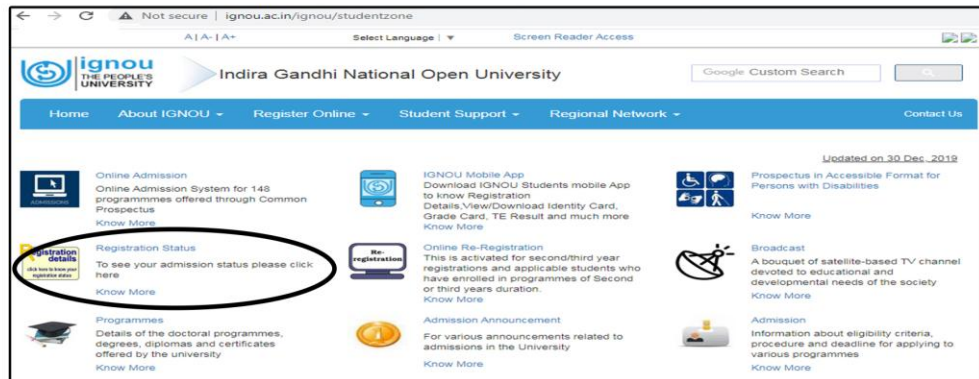 Not secure | ignou.ac.in/ignou/studentzone
A | A- | A+ Select Language ▼ Screen Reader Access
ignou
THE PEOPLE'S
UNIVERSITY
Indira Gandhi National Open University
Google Custom Search
Home About IGNOU Register Online Student Support Regional Network Contact Us
Updated on 30 Dec, 2019
ADMISSIONS
Online Admission
Online Admission System for 148
programmmes offered through Common
Prospectus
Know More
IGNOU Mobile App
Download IGNOU Students mobile App
to know Registration
Details,View/Download Identity Card,
Grade Card, TE Result and much more
Know More
Prospectus in Accessible Format for
Persons with Disabilities
Know More
Registration
details
click here to know your
registration status
Registration Status
To see your admission status please click
here
Know More
Re-
registration
Online Re-Registration
This is activated for second/third year
registrations and applicable students who
have enrolled in programmes of Second
or third years duration.
Know More
Broadcast
A bouquet of satellite-based TV channel
devoted to educational and
developmental needs of the society
Know More
Programmes
Details of the doctoral programmes,
degrees, diplomas and certificates
offered by the university
Know More
Admission Announcement
For various announcements related to
admissions in the University
Know More
Admission
Information about eligibility criteria,
procedure and deadline for applying to
various programmes
Know More